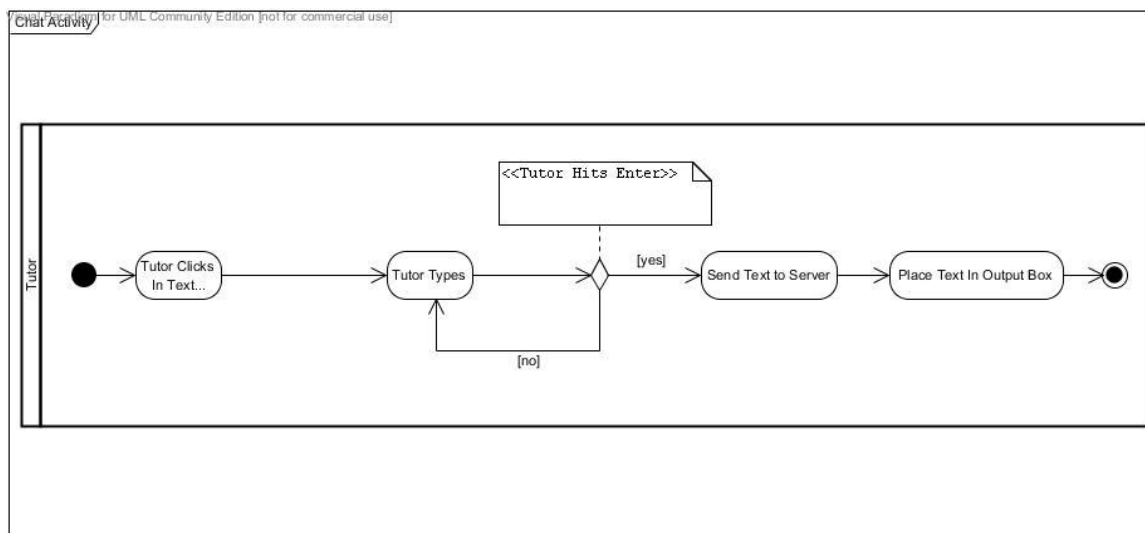 Visual Paradigm for UML Community Edition [not for commercial use]
Chat Activity
Tutor
<<Tutor Hits Enter>>
Tutor Clicks
In Text...
Tutor Types
[yes]
Send Text to Server
Place Text In Output Box
[no]